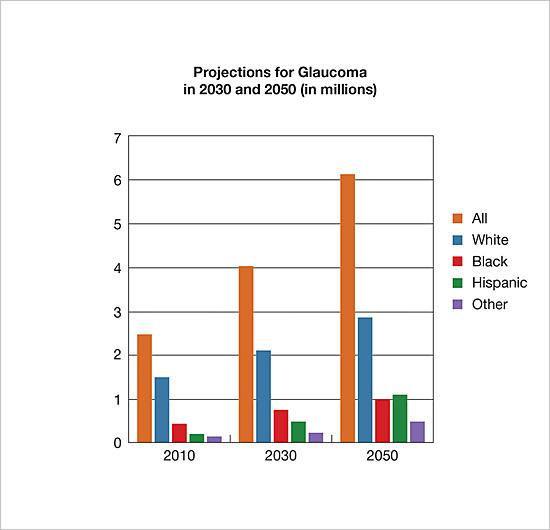 Projections for Glaucoma
in 2030 and 2050 (in millions)
7
6
5
4
3
2
1
0
2010
2030
2050
All
White
Black
Hispanic
Other